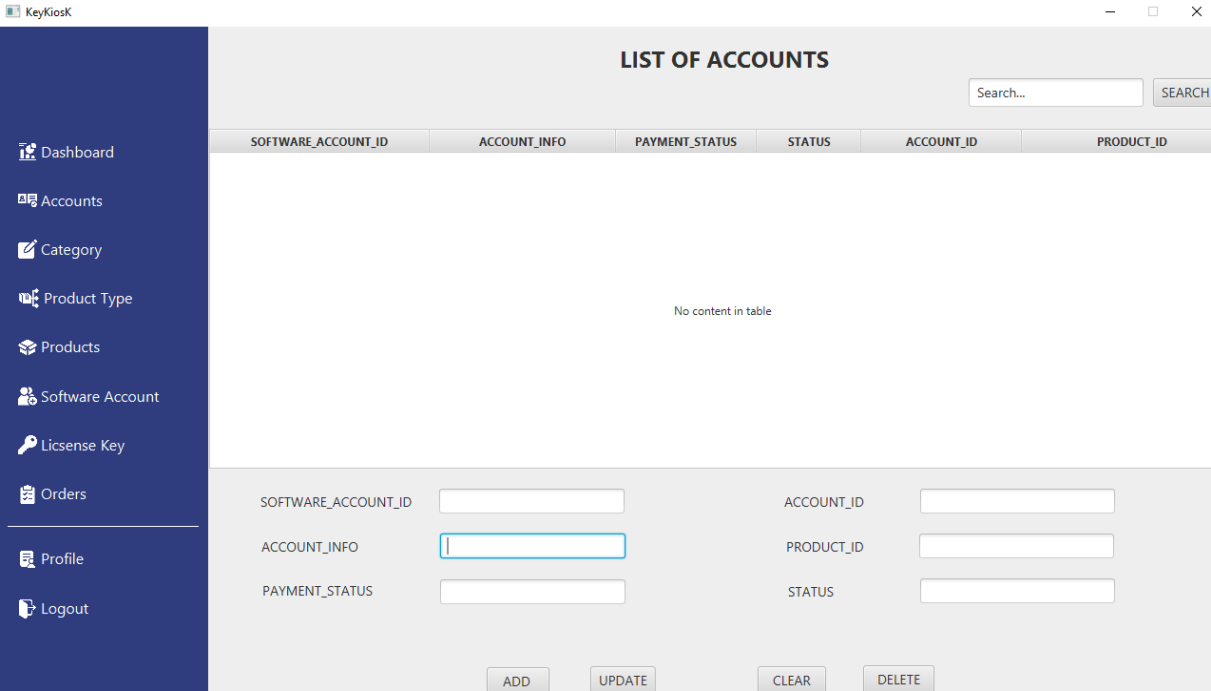 KeyKiosK
LIST OF ACCOUNTS
Search...
SEARCH
SOFTWARE_ACCOUNT_ID ACCOUNT_INFO PAYMENT_STATUS STATUS ACCOUNT_ID PRODUCT_ID
No content in table
Dashboard
Accounts
Category
Product Type
Products
Software Account
Licsense Key
Orders
Profile
Logout
SOFTWARE_ACCOUNT_ID
ACCOUNT_ID
ACCOUNT_INFO
PRODUCT_ID
PAYMENT_STATUS
STATUS
ADD
UPDATE
CLEAR
DELETE